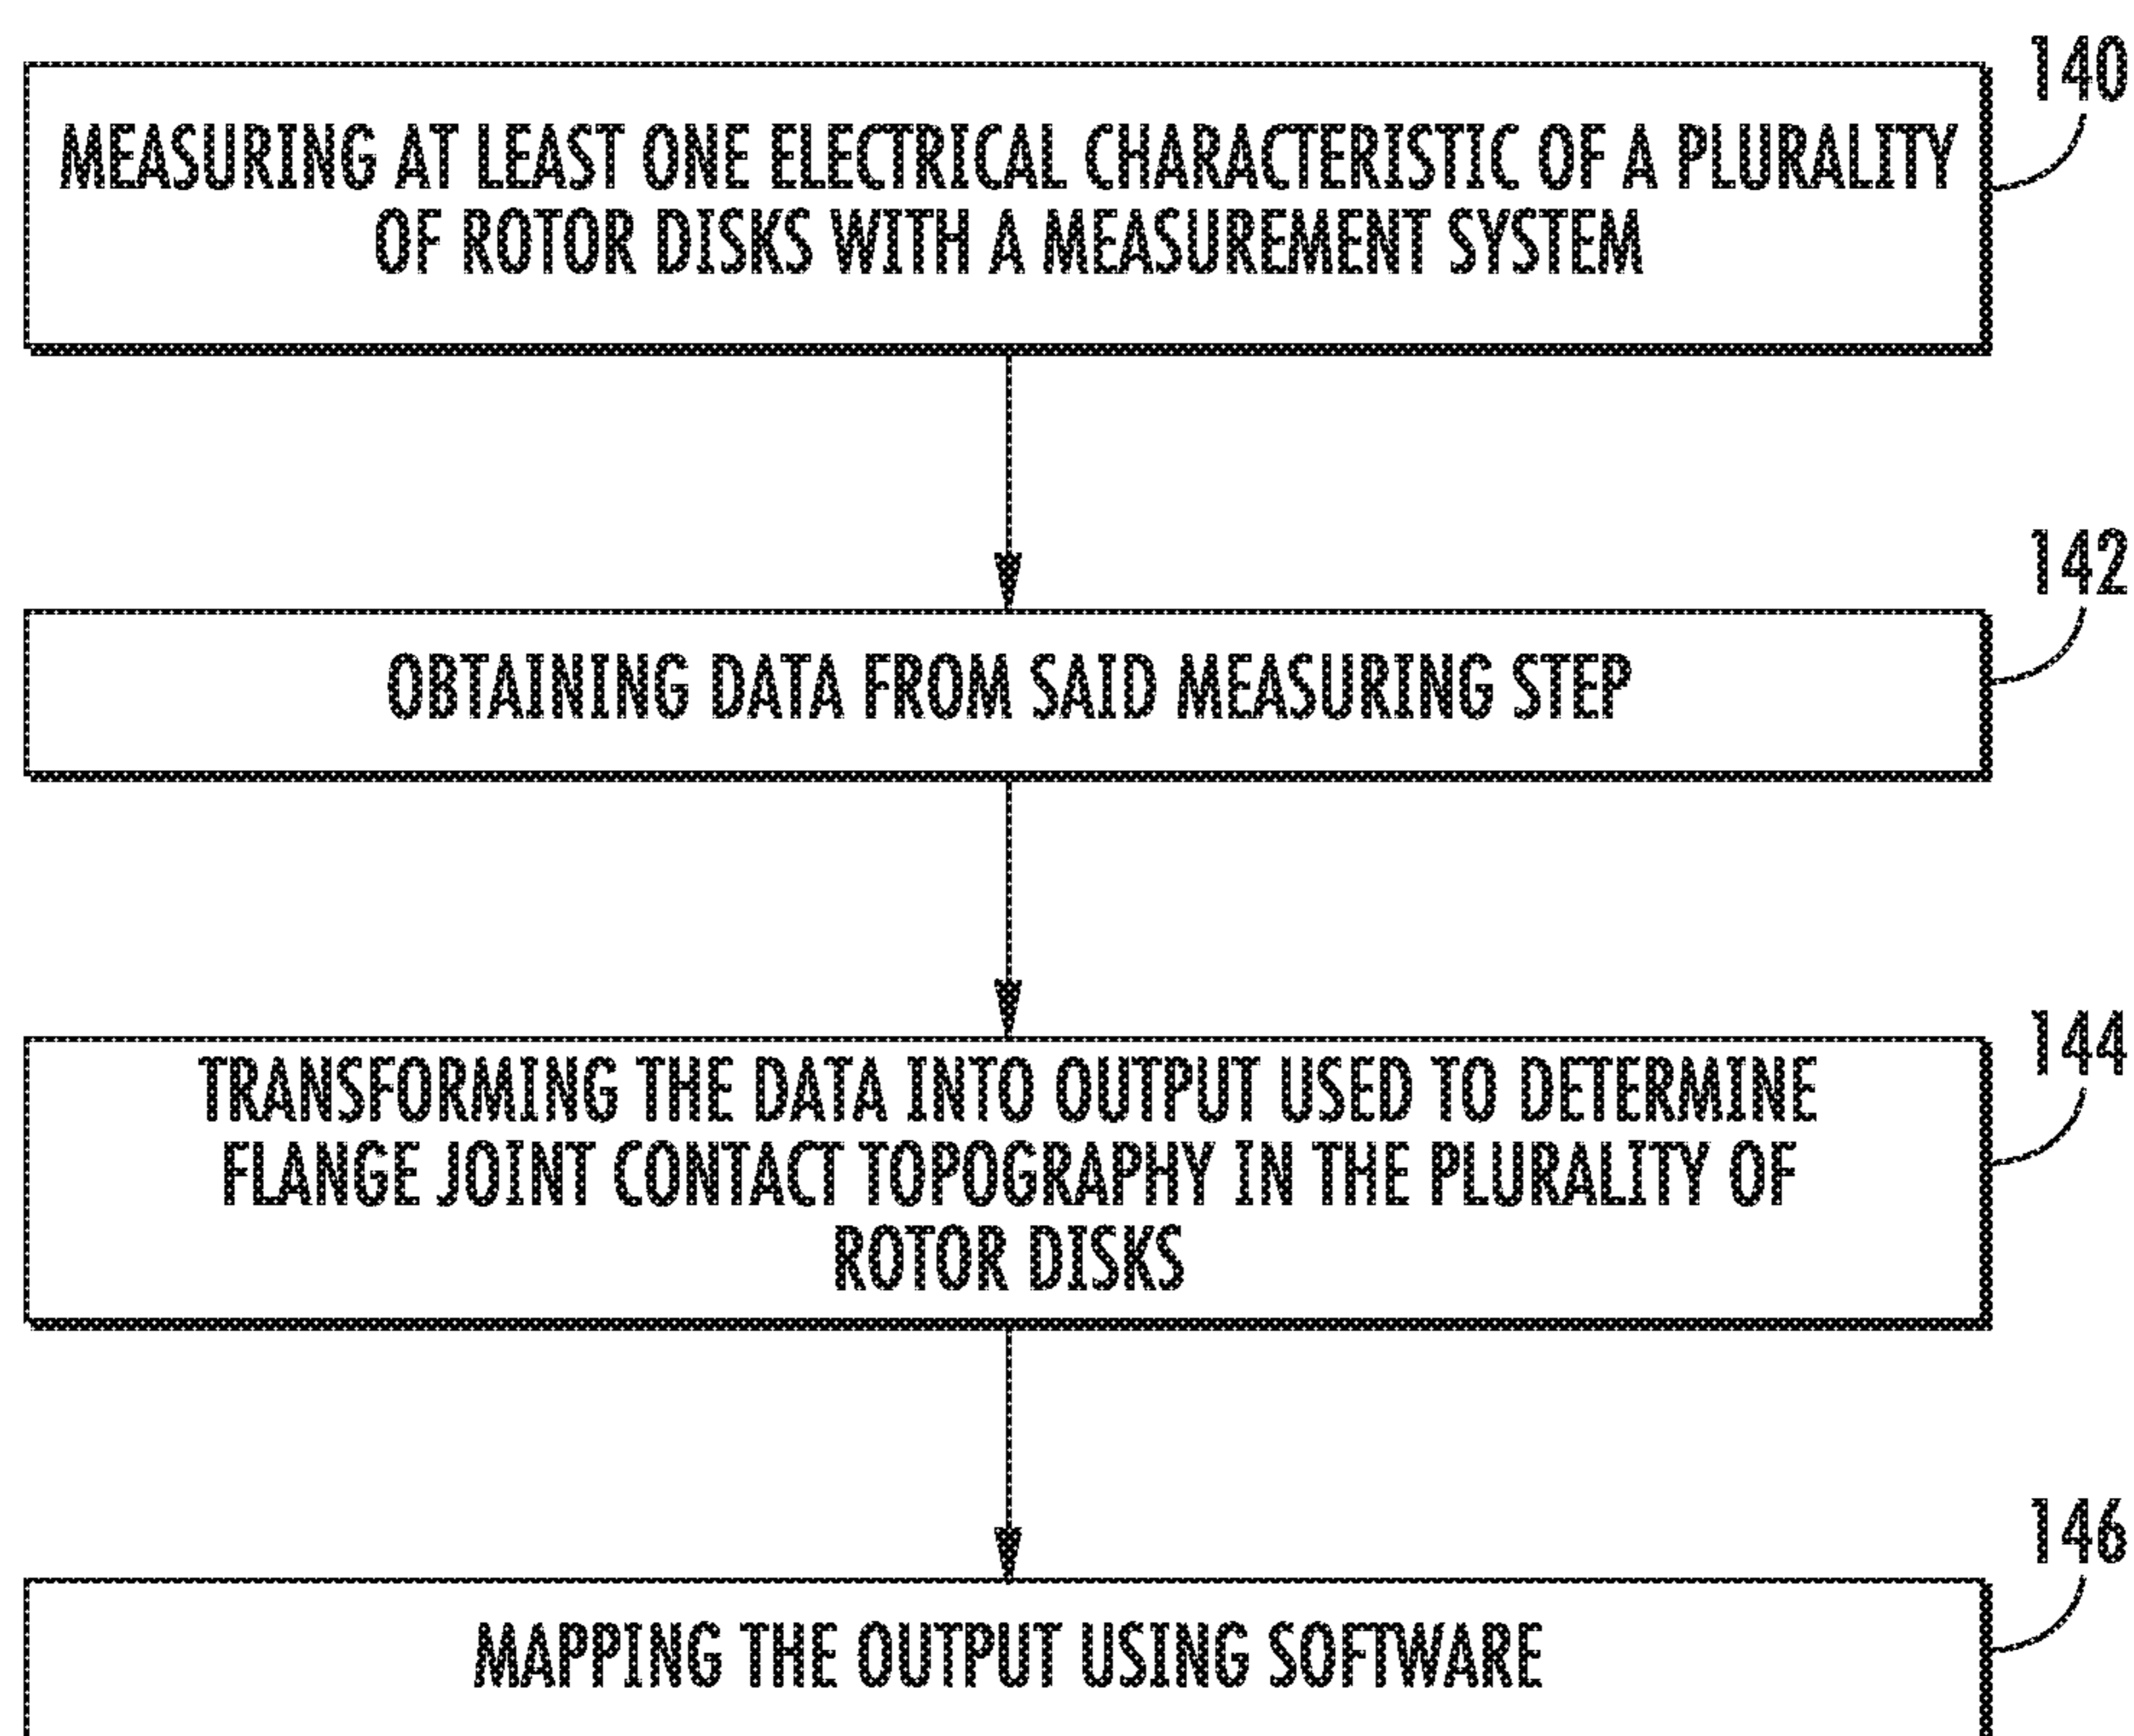 140
MEASURING AT LEAST ONE ELECTRICAL CHARACTERISTIC OF A PLURALITY
OF ROTOR DISKS WITH A MEASUREMENT SYSTEM
142
OBTAINING DATA FROM SAID MEASURING STEP
144
TRANSFORMING THE DATA INTO OUTPUT USED TO DETERMINE
FLANGE JOINT CONTACT TOPOGRAPHY IN THE PLURALITY OF
ROTOR DISKS
146
MAPPING THE OUTPUT USING SOFTWARE